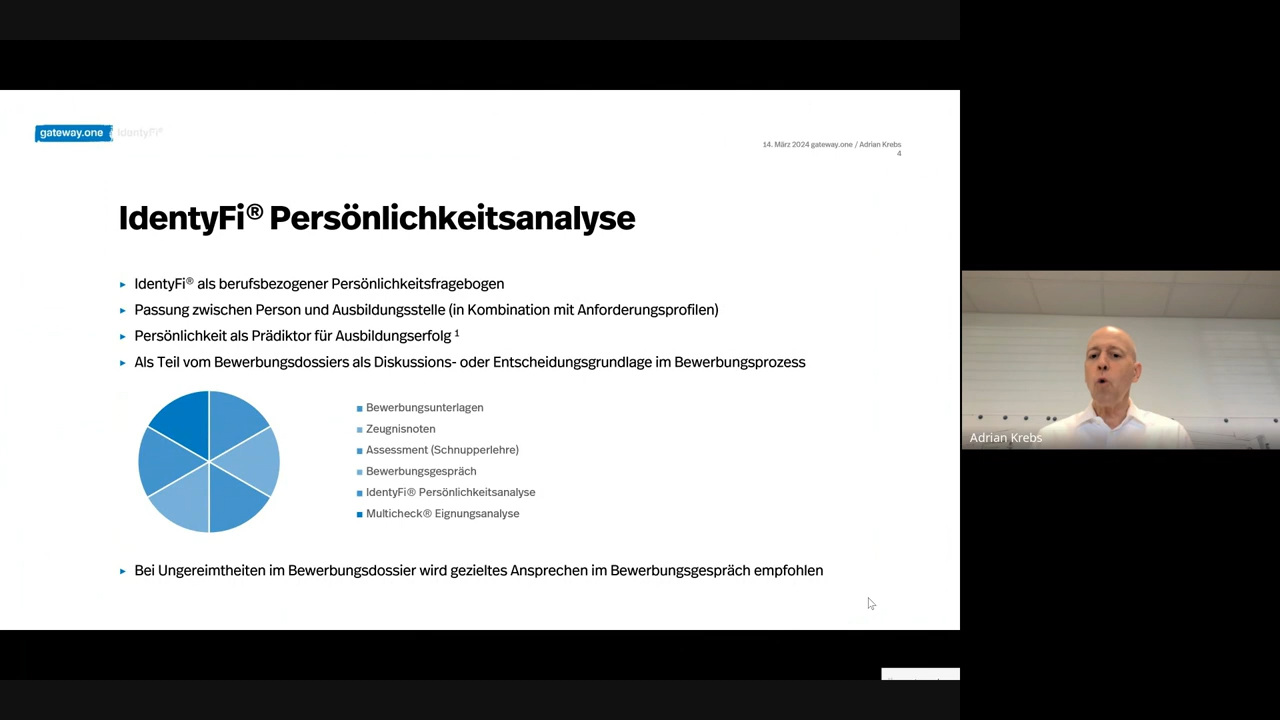 gateway.one IdentyFi®
14. März 2024 gateway.one / Adrian Krebs
4
IdentyFi® Persönlichkeitsanalyse
▸ IdentyFi® als berufsbezogener Persönlichkeitsfragebogen
▸ Passung zwischen Person und Ausbildungsstelle (in Kombination mit Anforderungsprofilen)
▸ Persönlichkeit als Prädiktor für Ausbildungserfolg ¹
▸ Als Teil vom Bewerbungsdossiers als Diskussions- oder Entscheidungsgrundlage im Bewerbungsprozess
Bewerbungsunterlagen
Zeugnisnoten
Assessment (Schnupperlehre)
Bewerbungsgespräch
IdentyFi® Persönlichkeitsanalyse
Multicheck® Eignungsanalyse
▸ Bei Ungereimtheiten im Bewerbungsdossier wird gezieltes Ansprechen im Bewerbungsgespräch empfohlen
Adrian Krebs